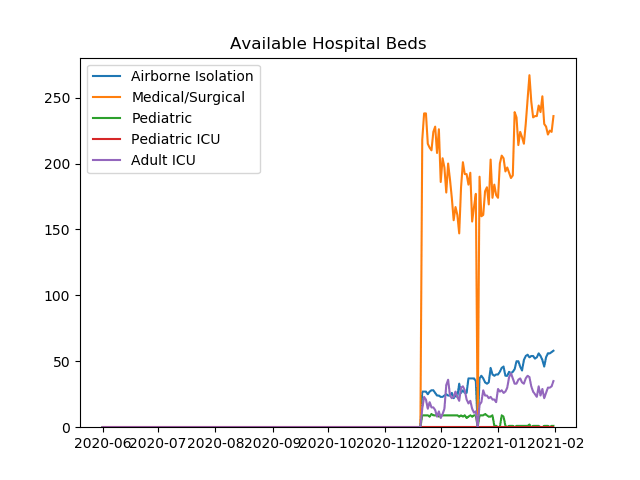 Available Hospital Beds
Airborne Isolation
Medical/Surgical
Pediatric
Pediatric ICU
Adult ICU
250
200
150
100
50
0
2020-06 2020-07 2020-08 2020-09 2020-10 2020-11 2020-12 2021-01 2021-02